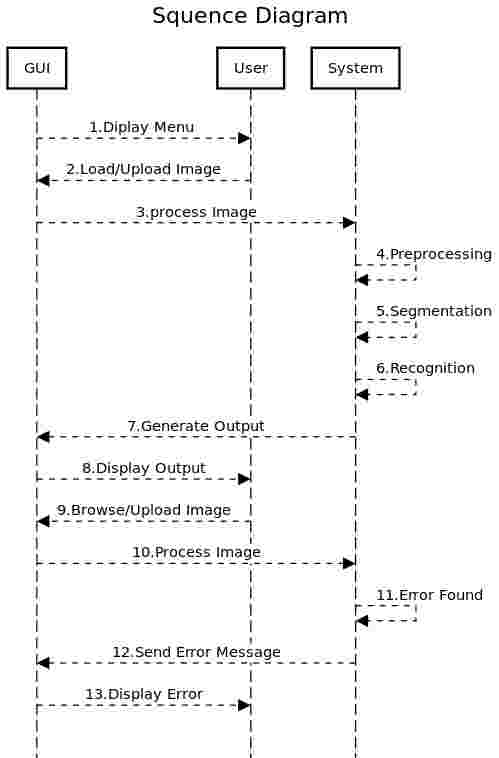 Squence Diagram
GUI
User
System
1.Diplay Menu
2.Load/Upload Image
3.process Image
4.Preprocessing
5.Segmentation
6.Recognition
7.Generate Output
8.Display Output
9.Browse/Upload Image
10.Process Image
11.Error Found
12.Send Error Message
13.Display Error